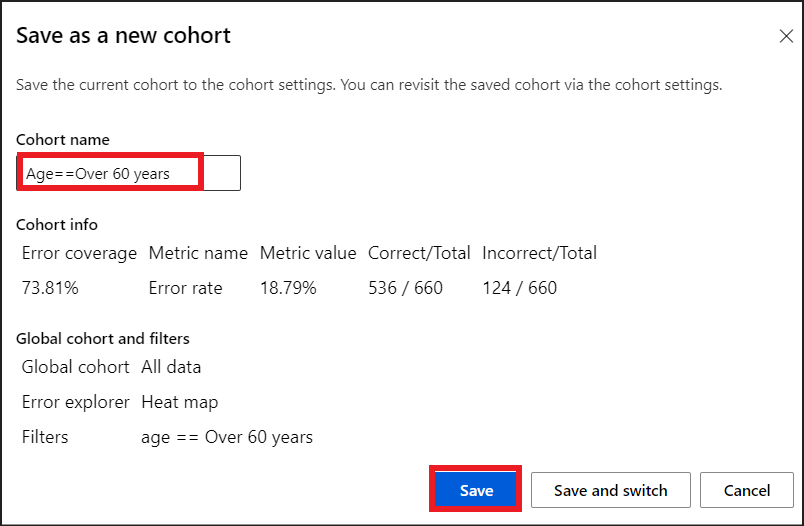 Save as a new cohort
Save the current cohort to the cohort settings. You can revisit the saved cohort via the cohort settings.
Cohort name
Age==Over 60 years
Cohort info
Error coverage Metric name Metric value Correct/Total Incorrect/Total
73.81% Error rate 18.79% 536 / 660 124 / 660
Global cohort and filters
Global cohort All data
Error explorer Heat map
Filters age == Over 60 years
Save Save and switch Cancel